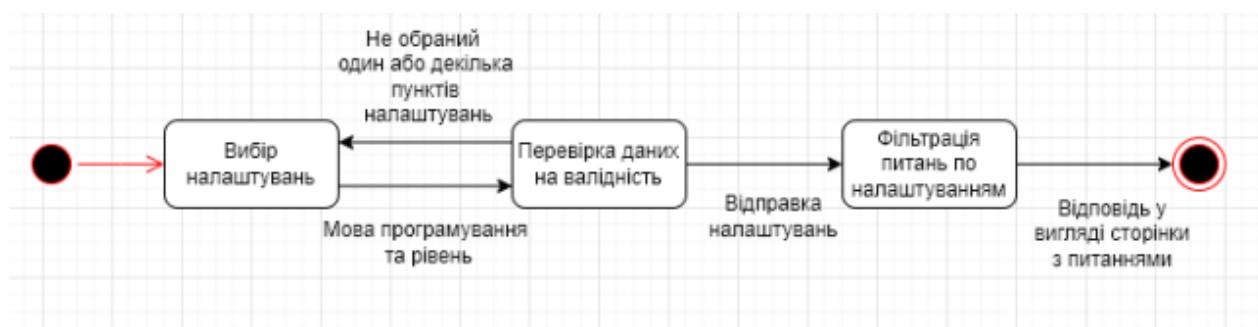 Не обраний
один або декілька
пунктів
налаштувань
Вибір
налаштувань
Перевірка даних
на валідність
Фільтрація
питань по
налаштуванням
Мова програмування
та рівень
Відправка
налаштувань
Відповідь у
вигляді сторінки
з питаннями